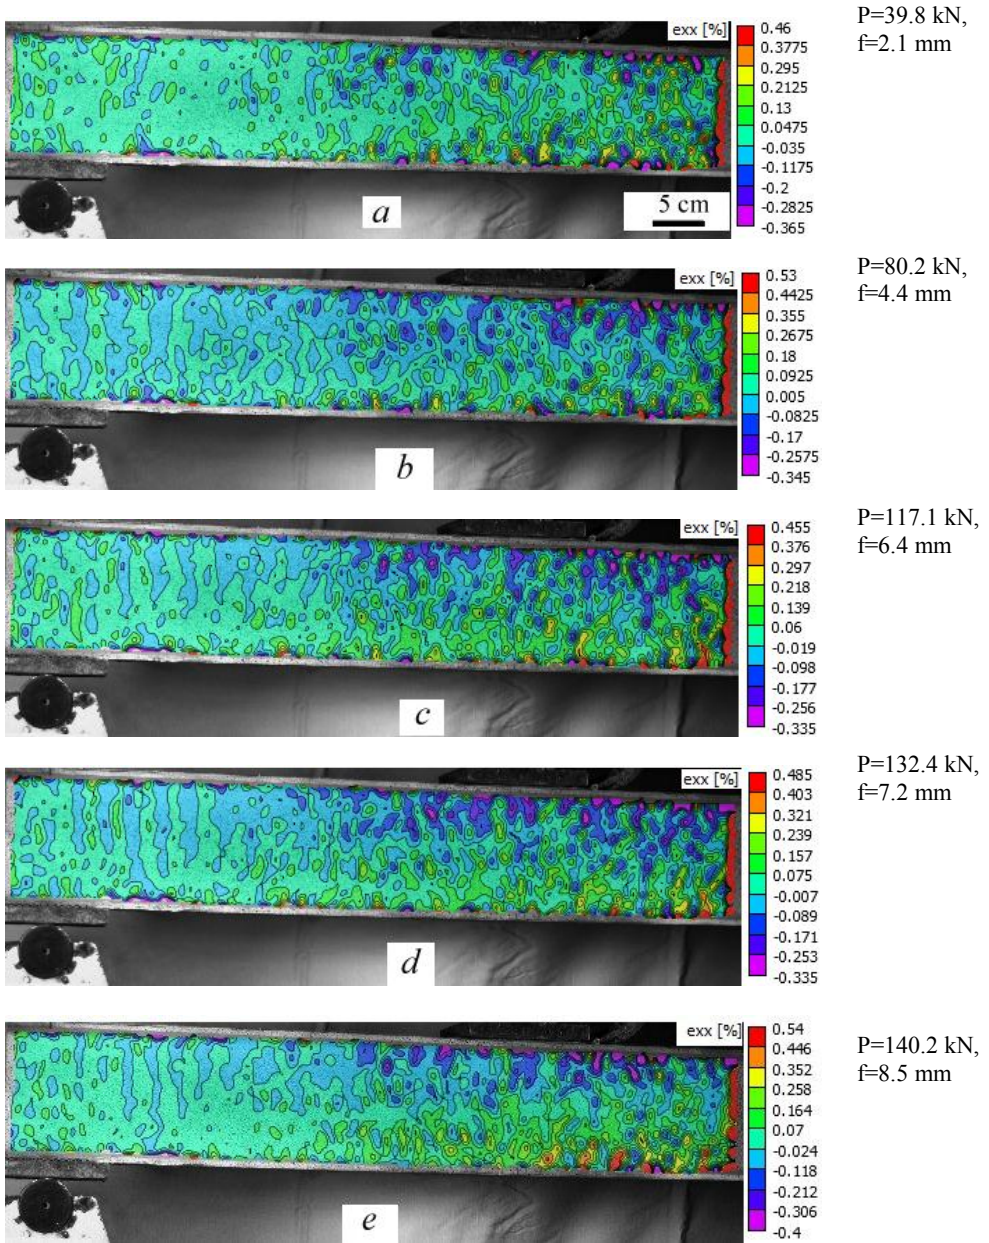 exx [%]
0.46
0.3775
0.295
0.2125
0.13
0.0475
-0.035
-0.1175
-0.2
-0.2825
-0.365
P=39.8 kN,
f=2.1 mm
a
5 cm
exx [%]
0.53
0.4425
0.355
0.2675
0.18
0.0925
0.005
-0.0825
-0.17
-0.2575
-0.345
P=80.2 kN,
f=4.4 mm
b
exx [%]
0.455
0.376
0.297
0.218
0.139
0.06
-0.019
-0.098
-0.177
-0.256
-0.335
P=117.1 kN,
f=6.4 mm
c
exx [%]
0.485
0.403
0.321
0.239
0.157
0.075
-0.007
-0.089
-0.171
-0.253
-0.335
P=132.4 kN,
f=7.2 mm
d
exx [%]
0.54
0.446
0.352
0.258
0.164
0.07
-0.024
-0.118
-0.212
-0.306
-0.4
P=140.2 kN,
f=8.5 mm
e